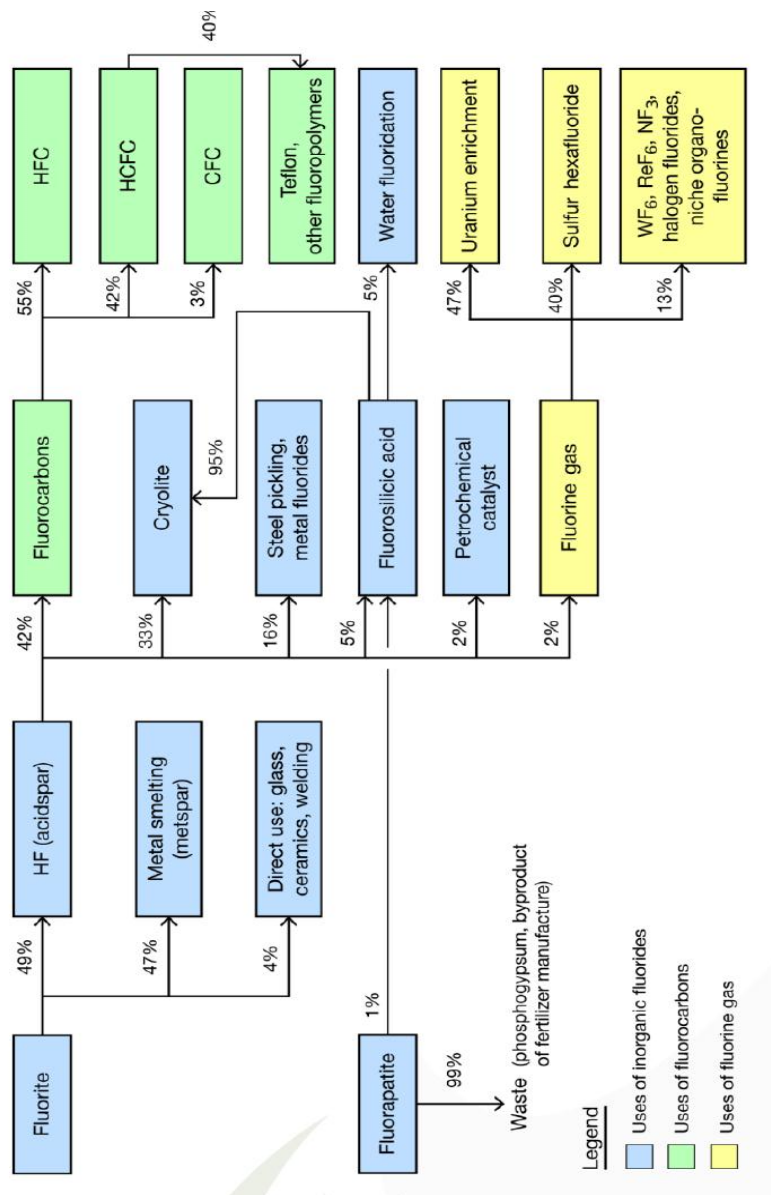 Fluorite
49%
HF (acidspar)
47%
Metal smelting
(metspar)
4%
Direct use: glass,
ceramics, welding
42%
Fluorocarbons
33%
Cryolite
16%
Steel pickling,
metal fluorides
5%
Fluorosilicic acid
2%
Petrochemical
catalyst
2%
Fluorine gas
55%
HFC
42%
HCFC
3%
CFC
40%
Teflon,
other fluoropolymers
95%
5%
Water fluoridation
47%
Uranium enrichment
40%
Sulfur hexafluoride
13%
WF6, ReF6, NF3,
halogen fluorides,
niche organo-
fluorines
Fluorapatite
1%
99%
Waste (phosphogypsum, byproduct
of fertilizer manufacture)
Legend
Uses of inorganic fluorides
Uses of fluorocarbons
Uses of fluorine gas